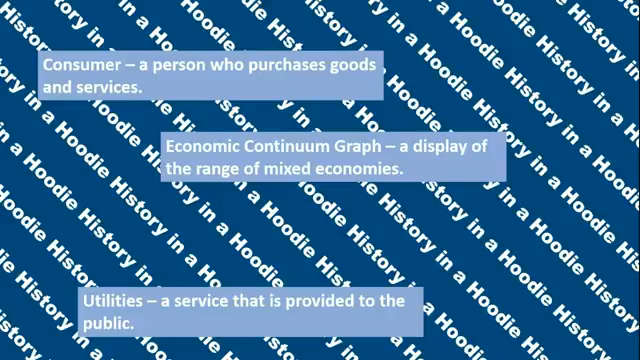 Consumer – a person who purchases goods
and services.
Economic Continuum Graph – a display of
the range of mixed economies.
Utilities – a service that is provided to the
public.
History in a Hoodie